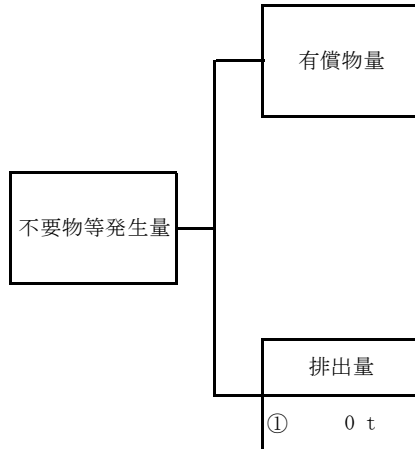 有償物量
不要物等発生量
排出量
① 0 t